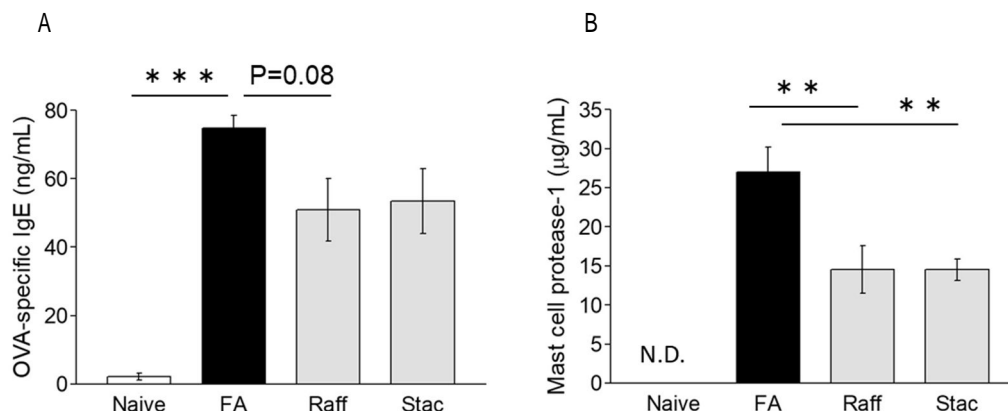 A
B
* * *
P=0.08
OVA-specific IgE (ng/mL)
80
60
40
20
0
Naive FA Raff Stac
* *
* *
Mast cell protease-1 (μg/mL)
35
30
25
20
15
10
5
0
N.D.
Naive FA Raff Stac